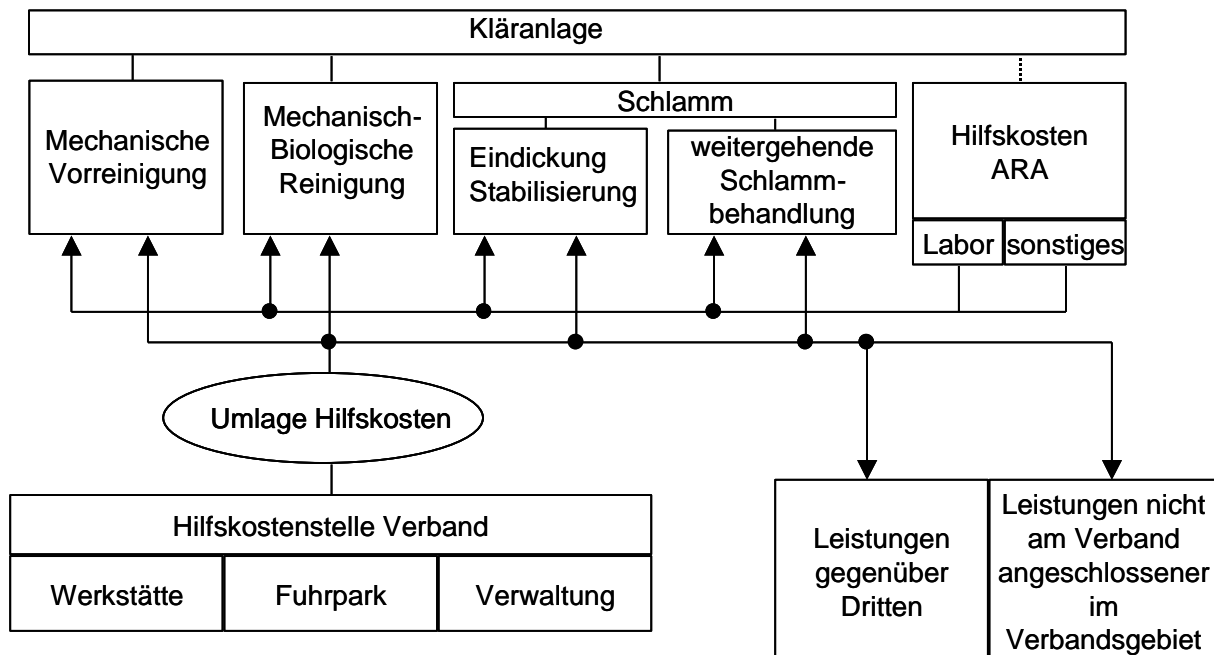 Kläranlage
Mechanische
Vorreinigung
Mechanisch-
Biologische
Reinigung
Schlamm
Eindickung
Stabilisierung
weitergehende
Schlamm-
behandlung
Hilfskosten
ARA
Labor
sonstiges
Umlage Hilfskosten
Hilfskostenstelle Verband
Werkstätte
Fuhrpark
Verwaltung
Leistungen
gegenüber
Dritten
Leistungen nicht
am Verband
angeschlossener
im
Verbandsgebiet